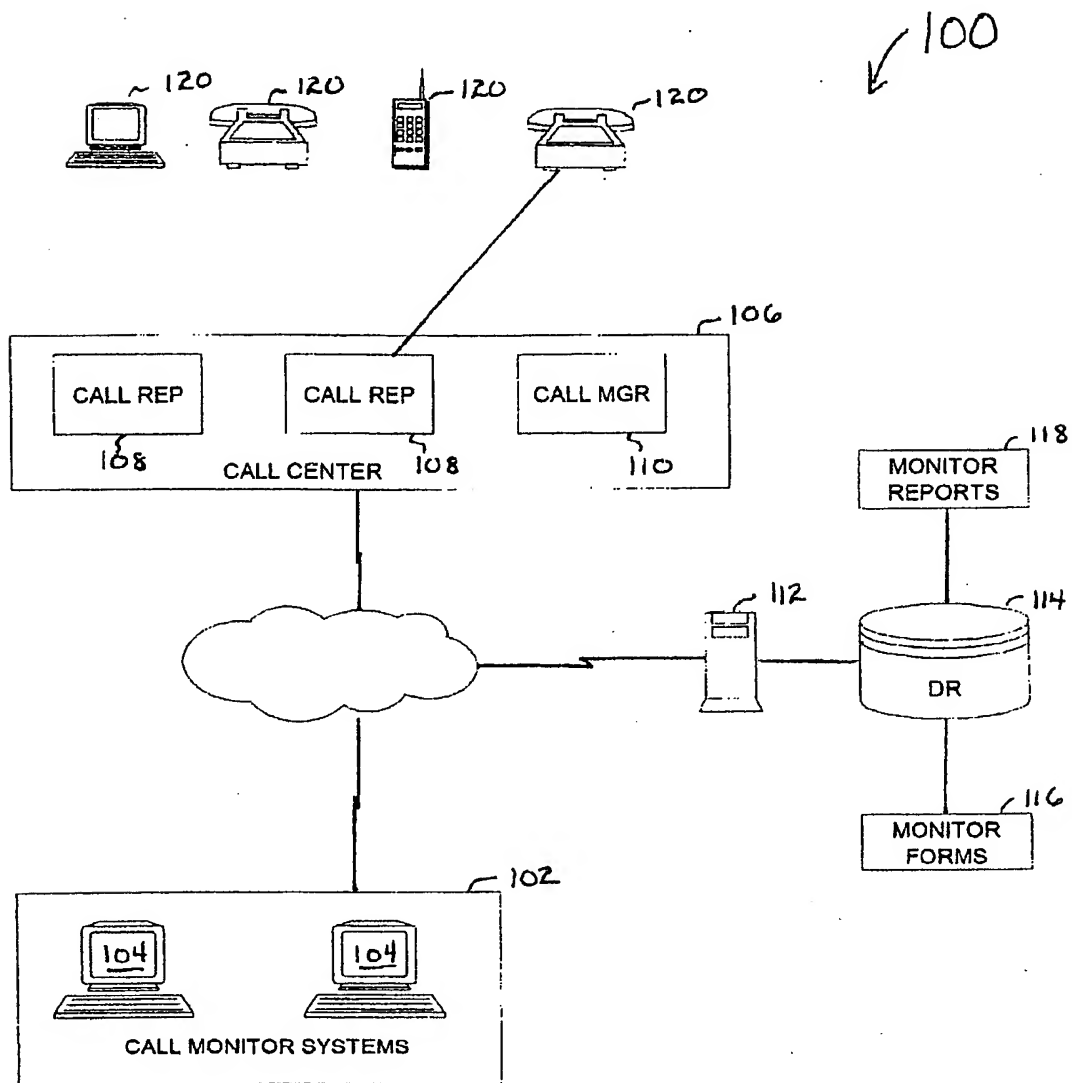 100
120
120
120
120
106
CALL REP
CALL REP
CALL MGR
108
108
110
CALL CENTER
118
MONITOR
REPORTS
112
114
DR
116
MONITOR
FORMS
102
104
104
CALL MONITOR SYSTEMS